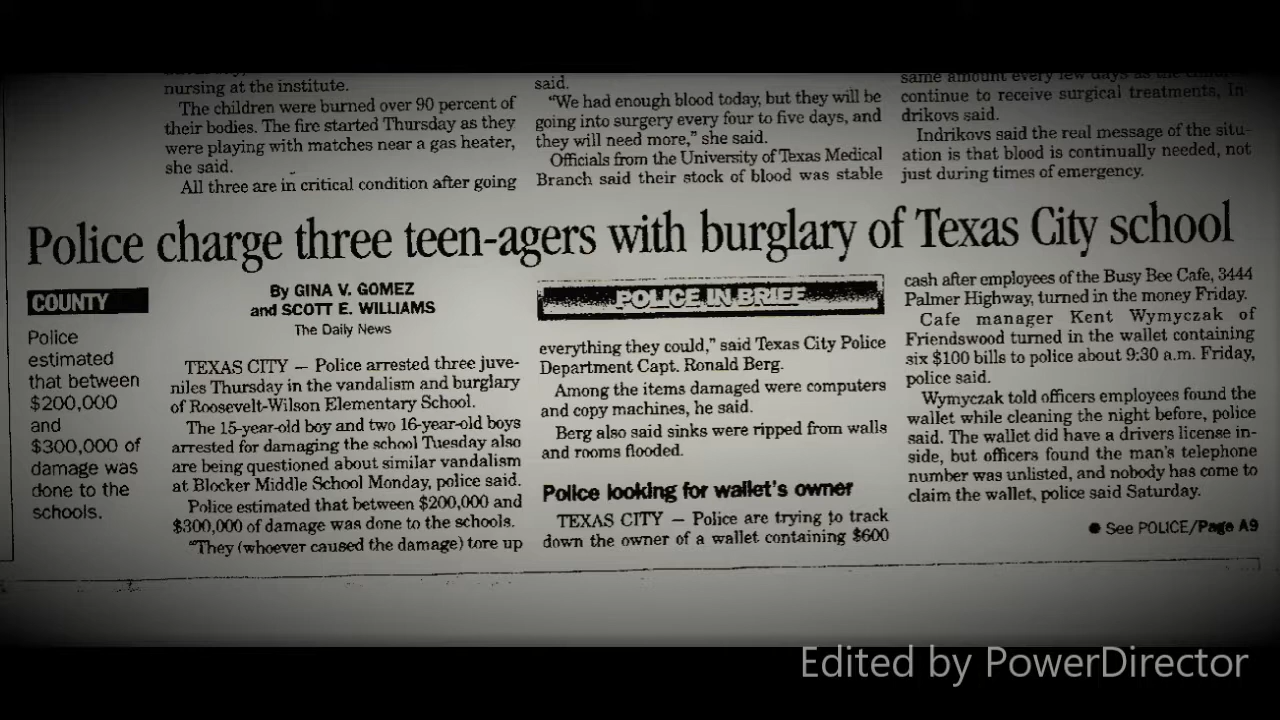 nursing at the institute.
The children were burned over 90 percent of
their bodies. The fire started Thursday as they
were playing with matches near a gas heater,
she said.
All three are in critical condition after going
said.
"We had enough blood today, but they will be
going into surgery every four to five days, and
they will need more," she said.
Officials from the University of Texas Medical
Branch said their stock of blood was stable
same amount every few days as the
continue to receive surgical treatments, In-
drikovs said.
Indrikovs said the real message of the situ-
ation is that blood is continually needed, not
just during times of emergency.
Police charge three teen-agers with burglary of Texas City school
COUNTY
Police
estimated
that between
$200,000
and
$300,000 of
damage was
done to the
schools.
By GINA V. GOMEZ
and SCOTT E. WILLIAMS
The Daily News
TEXAS CITY — Police arrested three juve-
niles Thursday in the vandalism and burglary
of Roosevelt-Wilson Elementary School.
The 15-year-old boy and two 16-year-old boys
arrested for damaging the school Tuesday also
are being questioned about similar vandalism
at Blocker Middle School Monday, police said.
Police estimated that between $200,000 and
$300,000 of damage was done to the schools.
"They (whoever caused the damage) tore up
POLICE IN BRIEF
everything they could," said Texas City Police
Department Capt. Ronald Berg.
Among the items damaged were computers
and copy machines, he said.
Berg also said sinks were ripped from walls
and rooms flooded.
Police looking for wallet's owner
TEXAS CITY — Police are trying to track
down the owner of a wallet containing $600
cash after employees of the Busy Bee Cafe, 3444
Palmer Highway, turned in the money Friday.
Cafe manager Kent Wymyczak of
Friendswood turned in the wallet containing
six $100 bills to police about 9:30 a.m. Friday,
police said.
Wymyczak told officers employees found the
wallet while cleaning the night before, police
said. The wallet did have a drivers license in-
side, but officers found the man's telephone
number was unlisted, and nobody has come to
claim the wallet, police said Saturday.
● See POLICE/Page A9
Edited by PowerDirector